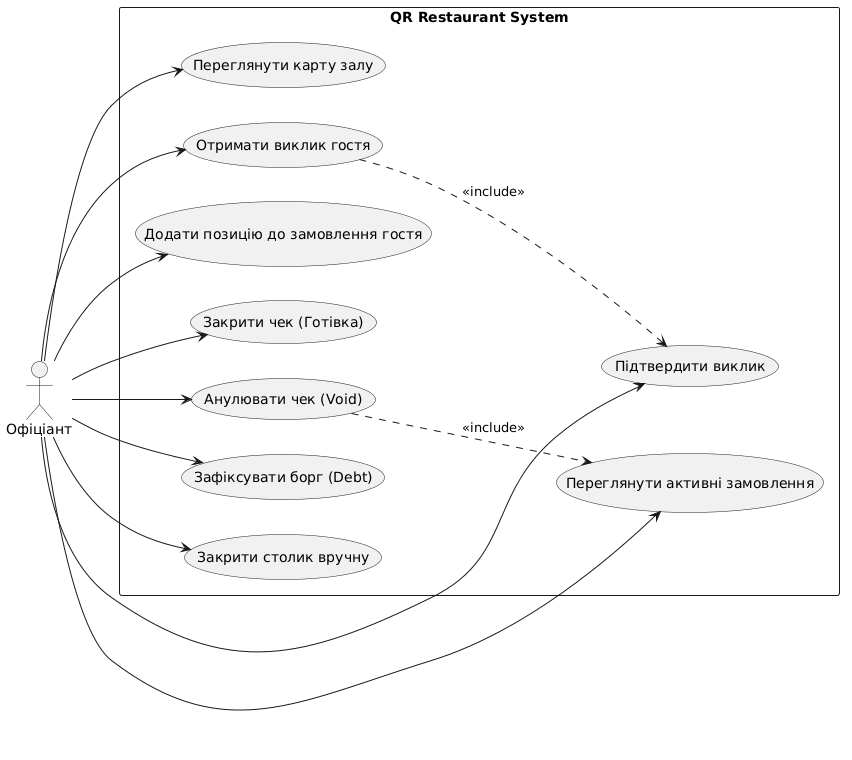 QR Restaurant System
Переглянути карту залу
Отримати виклик гостя
«include»
Додати позицію до замовлення гостя
Закрити чек (Готівка)
Підтвердити виклик
Анулювати чек (Void)
Офіціант
«include»
Зафіксувати борг (Debt)
Переглянути активні замовлення
Закрити столик вручну